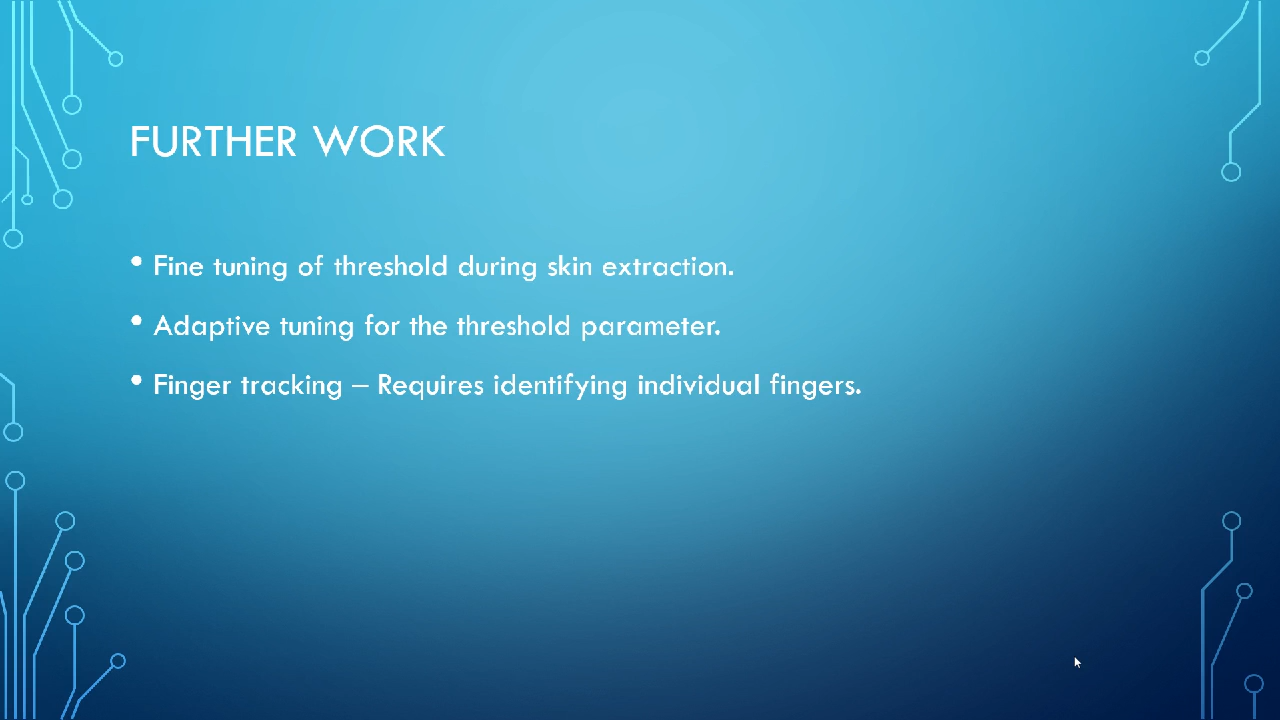 FURTHER WORK
• Fine tuning of threshold during skin extraction.
• Adaptive tuning for the threshold parameter.
• Finger tracking – Requires identifying individual fingers.